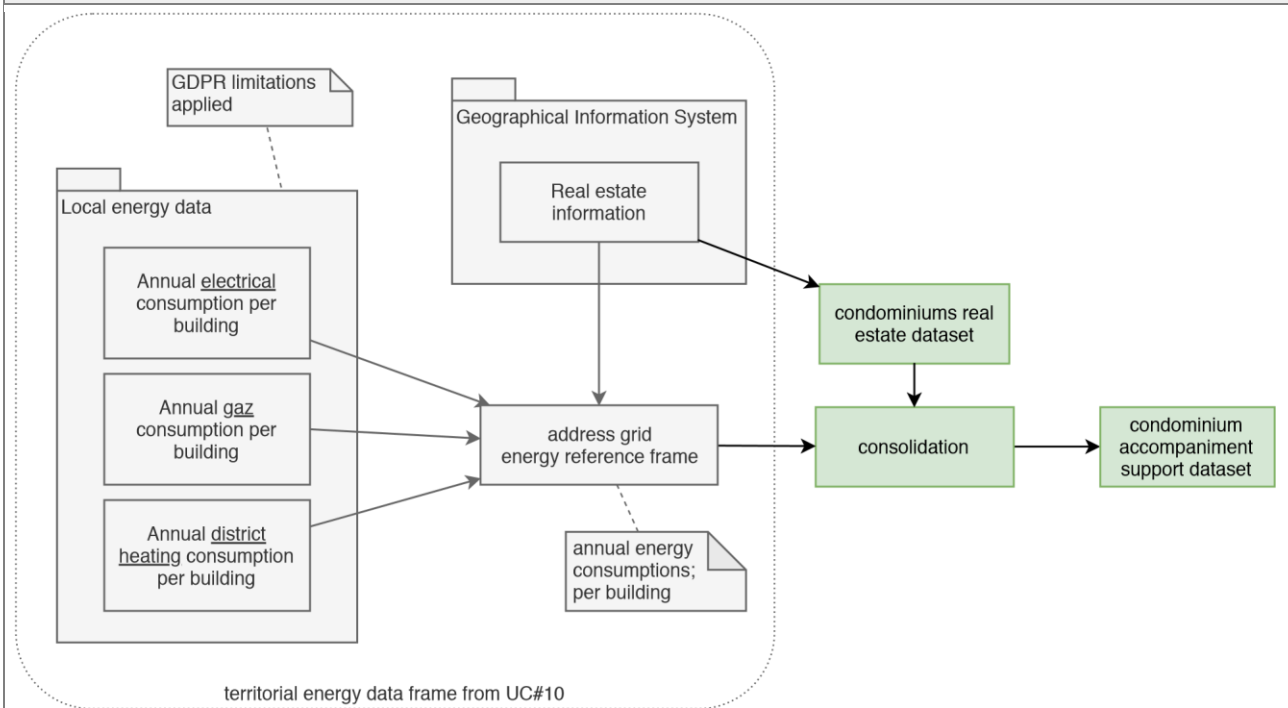 GDPR limitations
applied
Geographical Information System
Real estate
information
Local energy data
Annual electrical
consumption per
building
Annual gaz
consumption per
building
Annual district
heating consumption
per building
address grid
energy reference frame
annual energy
consumptions;
per building
condominiums real
estate dataset
consolidation
condominium
accompaniment
support dataset
territorial energy data frame from UC#10